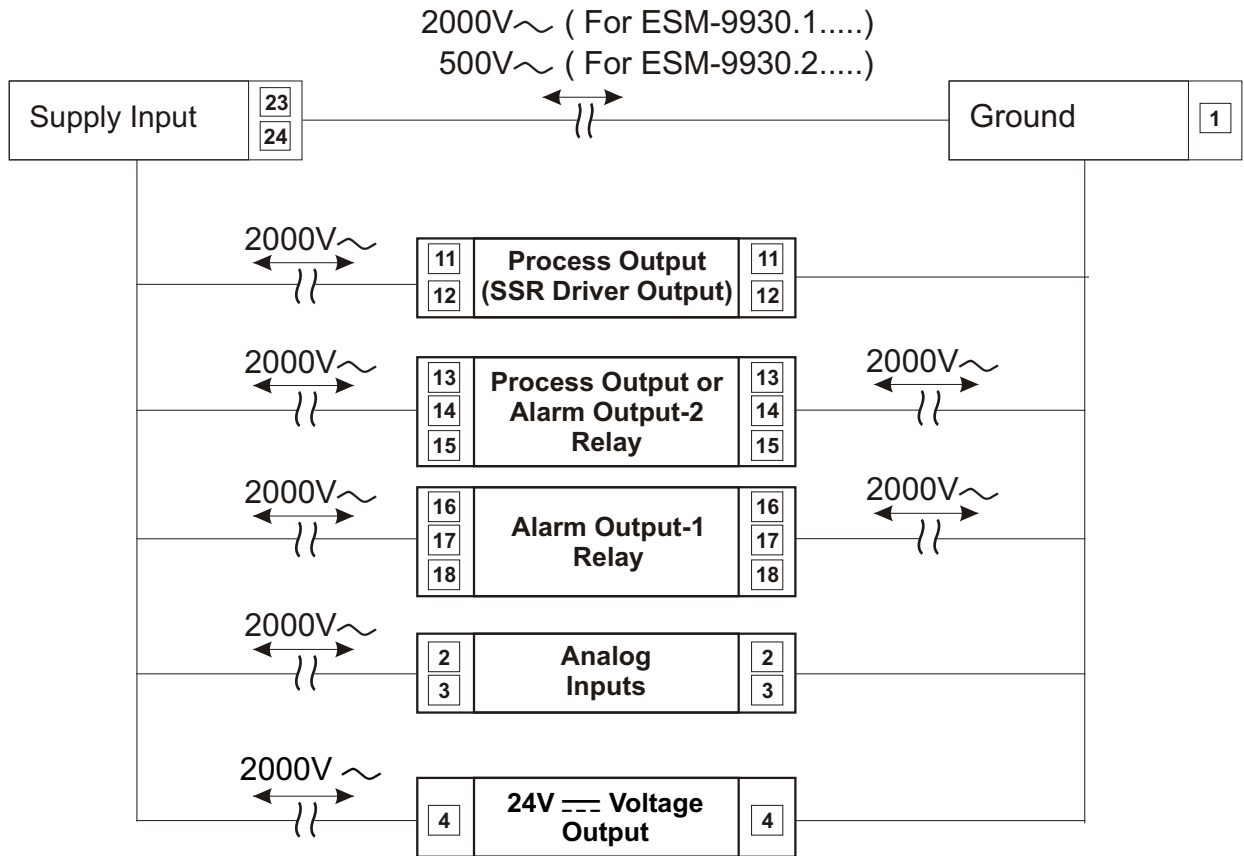 2000V～ ( For ESM-9930.1.....)
500V～ ( For ESM-9930.2.....)
Supply Input
23
24
Ground
1
2000V～
11
12
Process Output
(SSR Driver Output)
11
12
2000V～
13
14
15
Process Output or
Alarm Output-2
Relay
13
14
15
2000V～
2000V～
16
17
18
Alarm Output-1
Relay
16
17
18
2000V～
2000V～
2
3
Analog
Inputs
2
3
2000V ～
4
24V ⎓ Voltage
Output
4